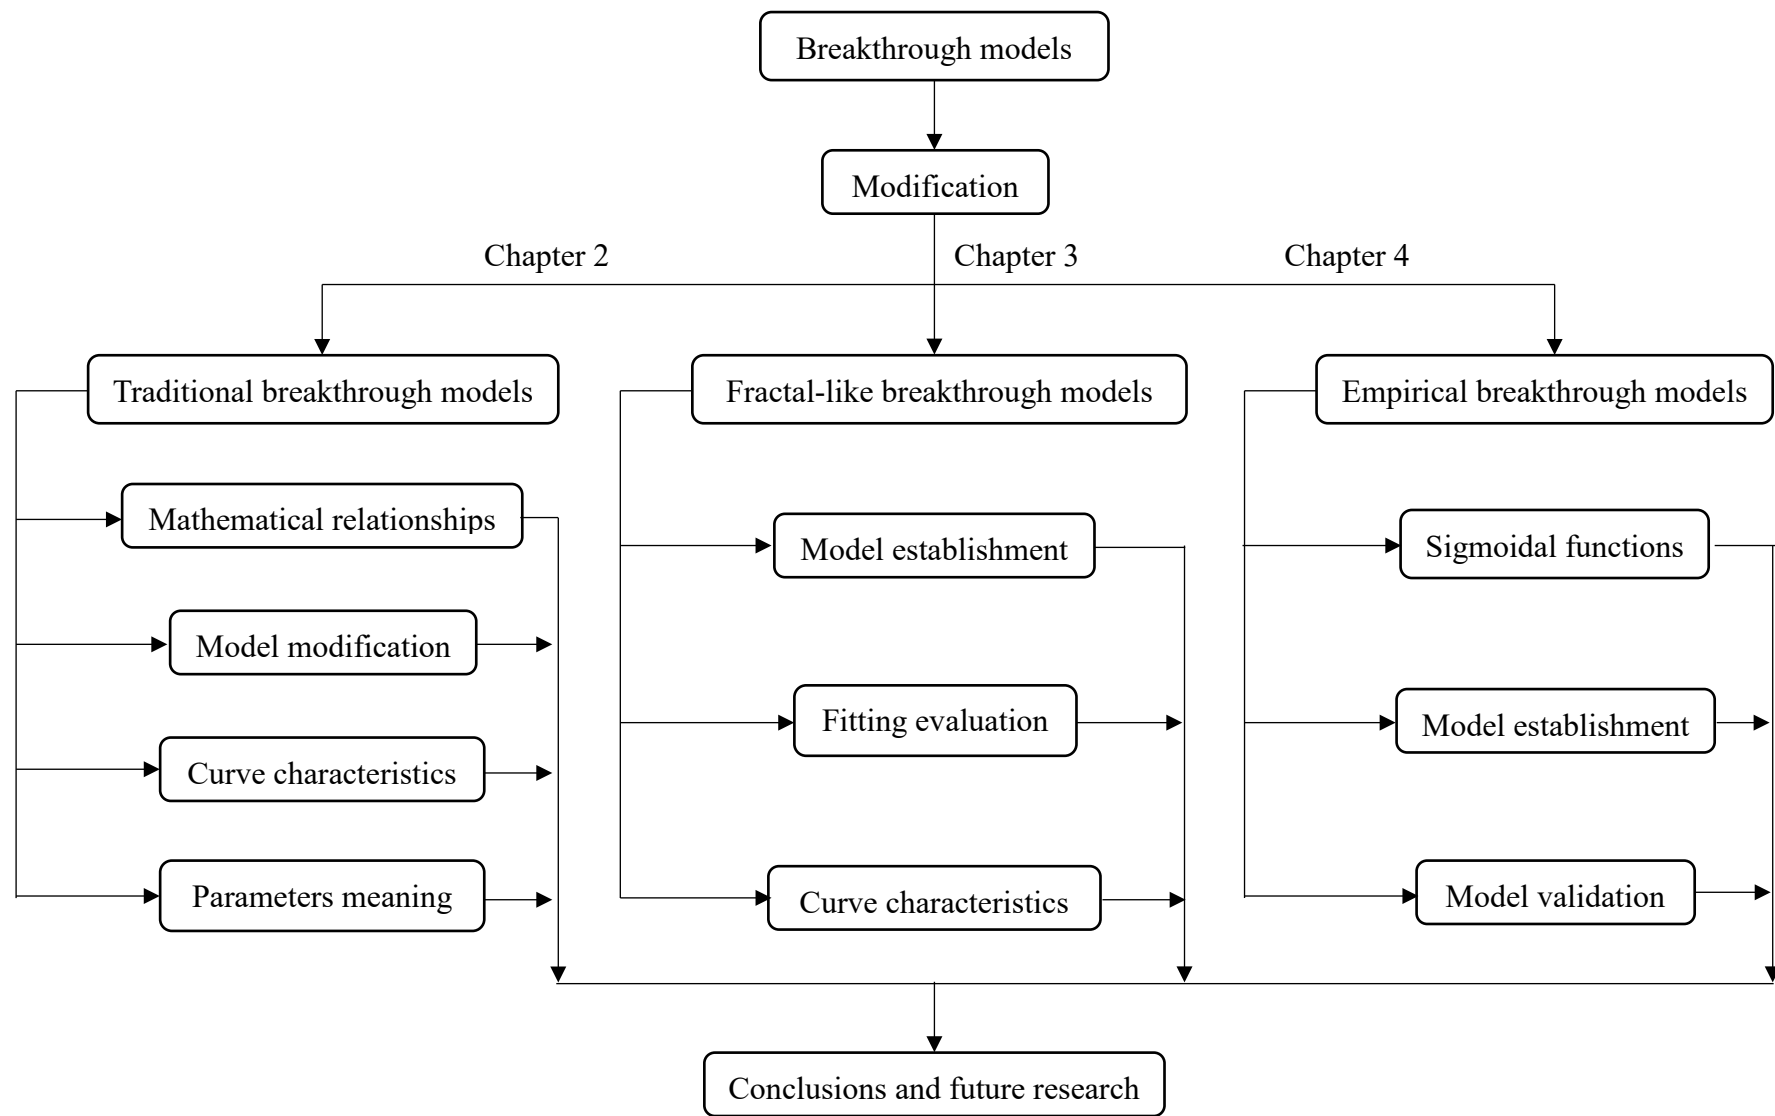 Breakthrough models
Modification
Chapter 2
Chapter 3
Chapter 4
Traditional breakthrough models
Fractal-like breakthrough models
Empirical breakthrough models
Mathematical relationships
Model modification
Curve characteristics
Parameters meaning
Model establishment
Fitting evaluation
Curve characteristics
Sigmoidal functions
Model establishment
Model validation
Conclusions and future research